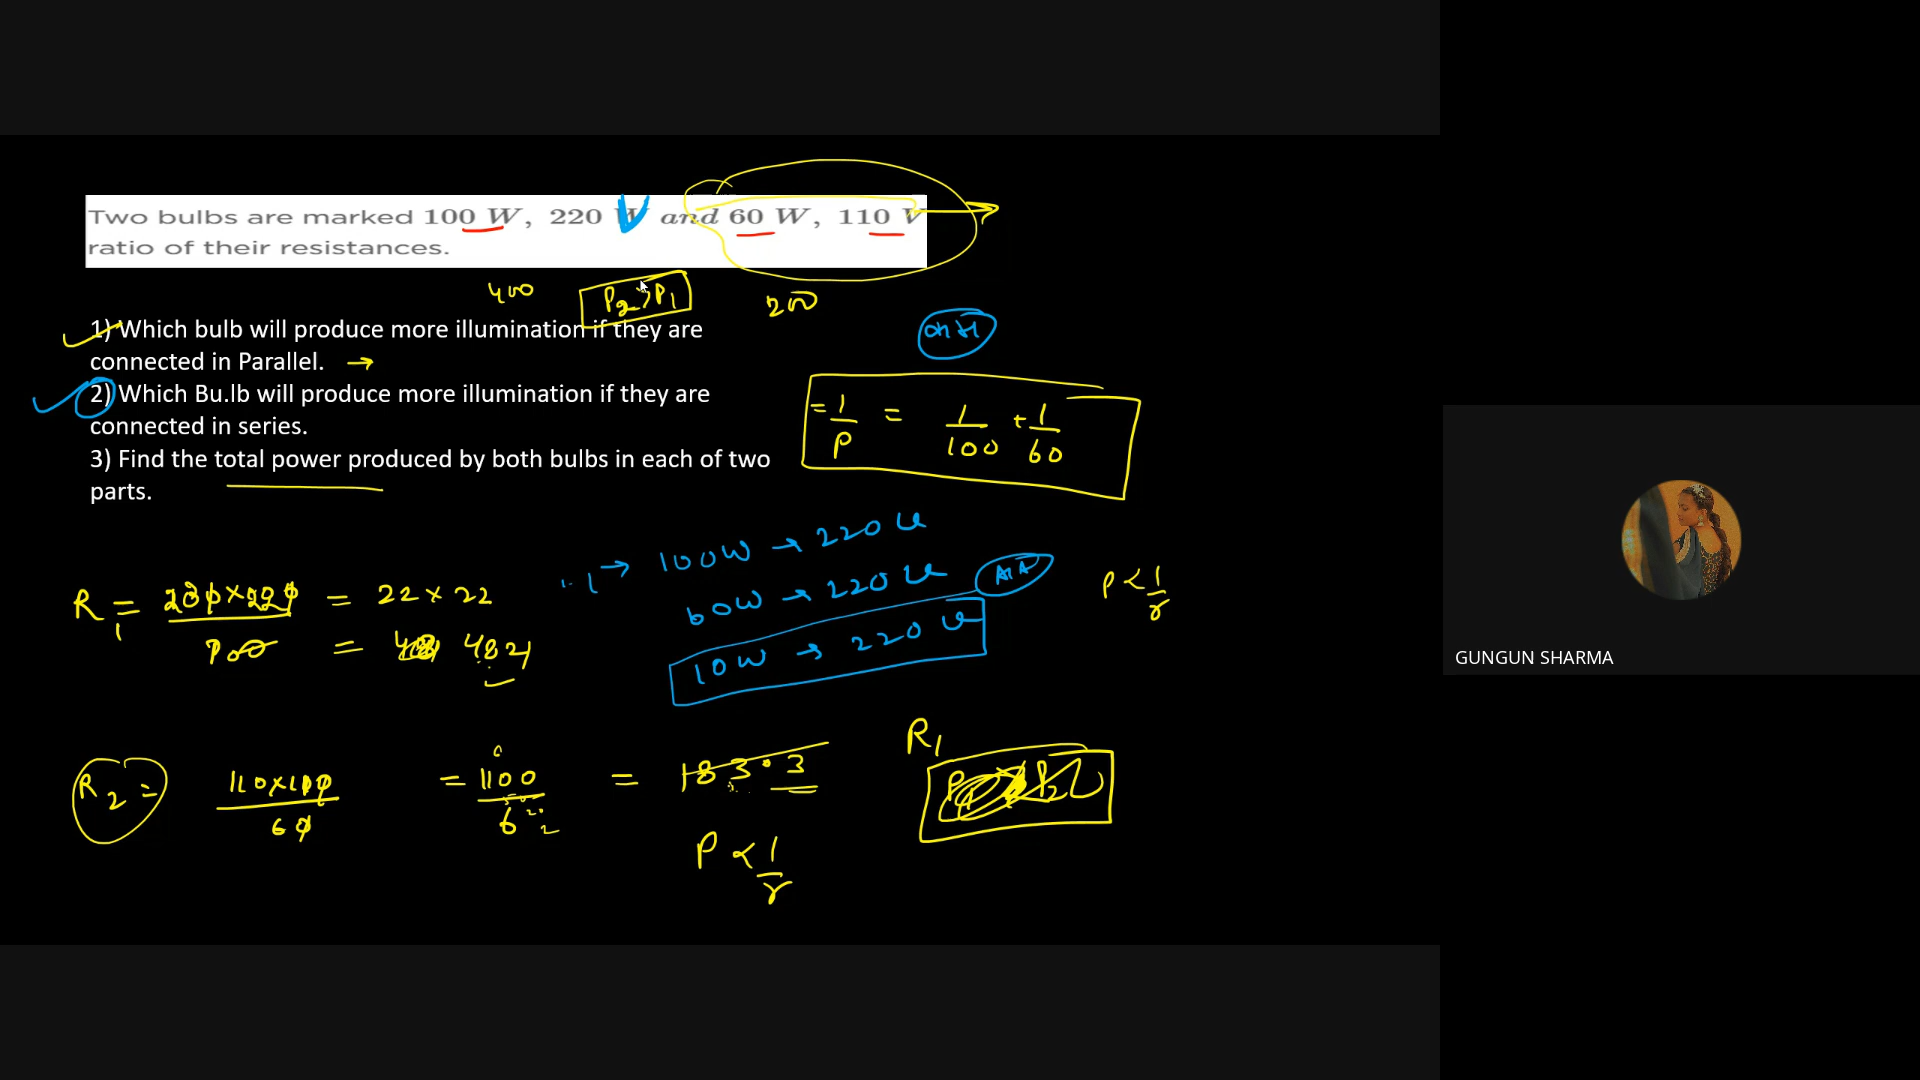 Two bulbs are marked 100 W, 220 V and 60 W, 110 V
ratio of their resistances.
400
P2 > P1
200
1) Which bulb will produce more illumination if they are
connected in Parallel. →
2) Which Bu.lb will produce more illumination if they are
connected in series.
3) Find the total power produced by both bulbs in each of two
parts.
= 1/P = 1/100 + 1/60
→ 100W → 220 V
60W → 220 V
10W → 220 V
P ∝ 1/r
R1 = 220×220 / 100 = 22 × 22
= 484
R2 = 110×110 / 60 = 1100 / 6 = 183.3
R1
P ∝ 1/r
GUNGUN SHARMA